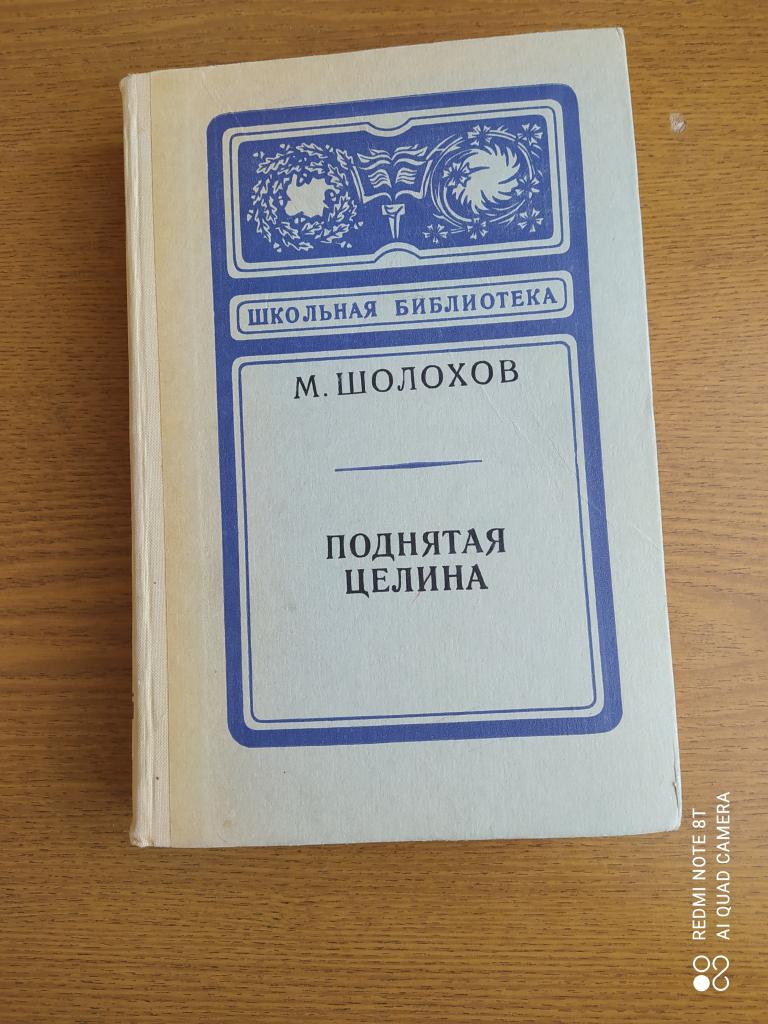 ШКОЛЬНАЯ БИБЛИОТЕКА
М. ШОЛОХОВ
ПОДНЯТАЯ
ЦЕЛИНА
REDMI NOTE 8T
AI QUAD CAMERA